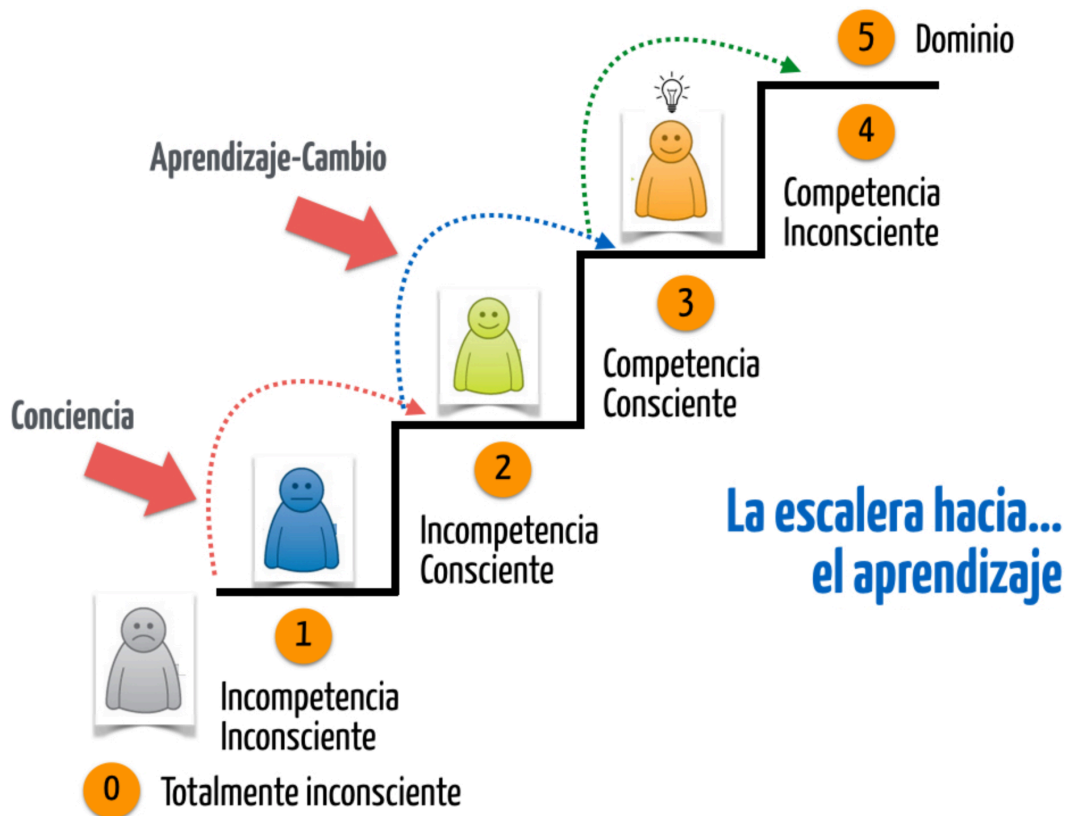 5 Dominio
4
Competencia
Inconsciente
Aprendizaje-Cambio
3
Competencia
Consciente
Conciencia
2
Incompetencia
Consciente
La escalera hacia...
el aprendizaje
1
Incompetencia
Inconsciente
0 Totalmente inconsciente